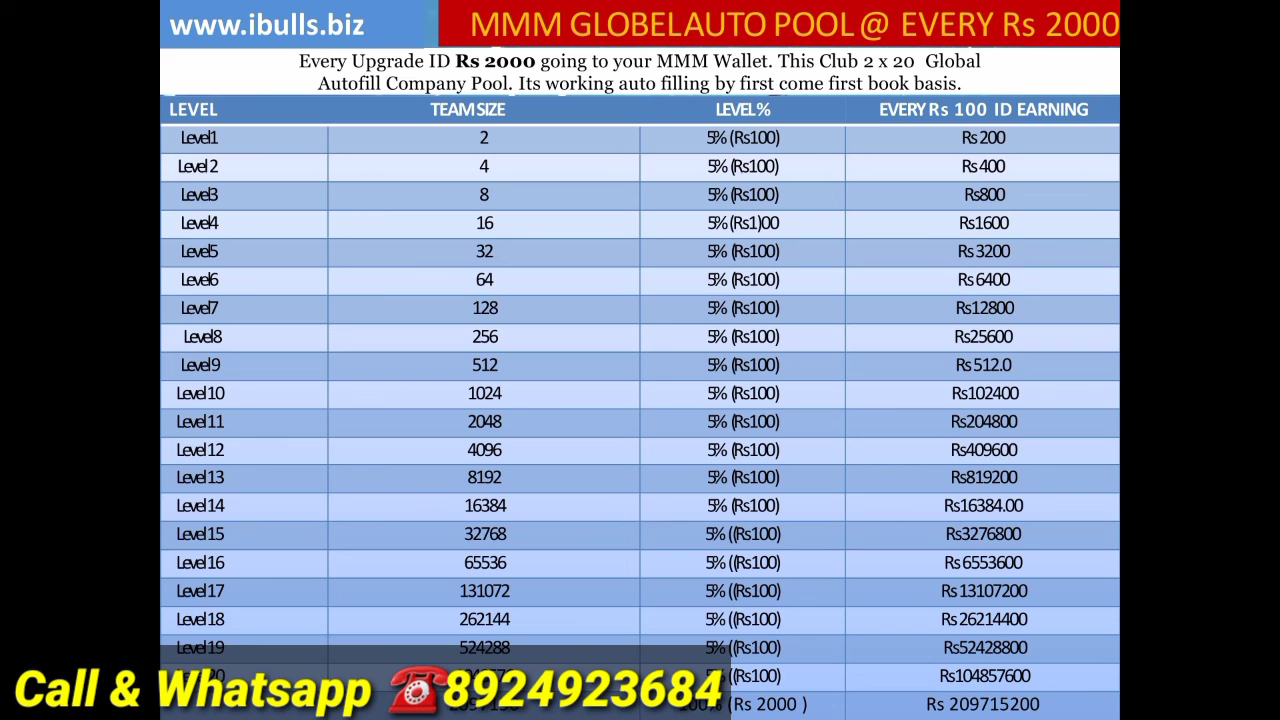 www.ibulls.biz
MMM GLOBELAUTO POOL @ EVERY Rs 2000
Every Upgrade ID Rs 2000 going to your MMM Wallet. This Club 2 x 20 Global
Autofill Company Pool. Its working auto filling by first come first book basis.
LEVEL TEAM SIZE LEVEL % EVERY Rs 100 ID EARNING
Level1 2 5% (Rs100) Rs 200
Level 2 4 5% (Rs100) Rs 400
Level3 8 5% (Rs100) Rs800
Level4 16 5% (Rs1)00 Rs1600
Level5 32 5% (Rs100) Rs 3200
Level6 64 5% (Rs100) Rs 6400
Level7 128 5% (Rs100) Rs12800
Level8 256 5% (Rs100) Rs25600
Level9 512 5% (Rs100) Rs 512.0
Level10 1024 5% (Rs100) Rs102400
Level11 2048 5% (Rs100) Rs204800
Level12 4096 5% (Rs100) Rs409600
Level13 8192 5% (Rs100) Rs819200
Level14 16384 5% (Rs100) Rs16384.00
Level15 32768 5% ((Rs100) Rs3276800
Level16 65536 5% ((Rs100) Rs 6553600
Level17 131072 5% ((Rs100) Rs 13107200
Level18 262144 5% ((Rs100) Rs 26214400
Level19 524288 5% ((Rs100) Rs52428800
Rs104857600
(Rs 2000 ) Rs 209715200
Call & Whatsapp ☎8924923684